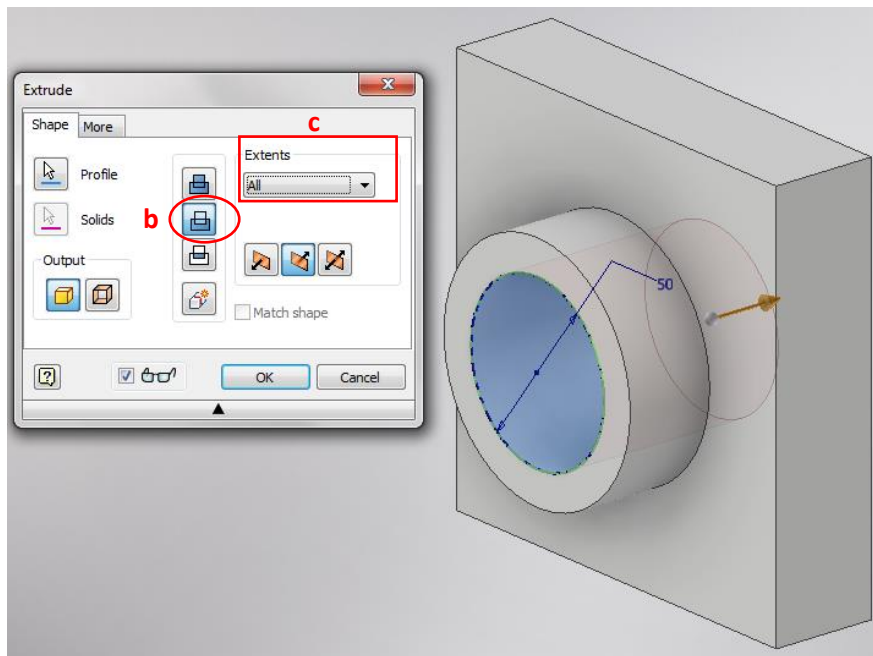 Extrude
Shape More
c
Extents
Profile
All
Solids
b
Output
Match shape
OK Cancel
50